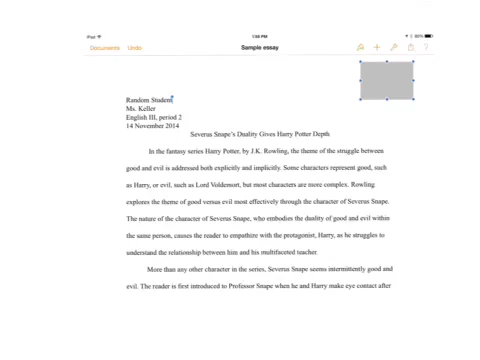 iPad 1:58 PM 86%
Documents Undo Sample essay ?
Random Student
Ms. Keller
English III, period 2
14 November 2014
Severus Snape's Duality Gives Harry Potter Depth
In the fantasy series Harry Potter, by J.K. Rowling, the theme of the struggle between
good and evil is addressed both explicitly and implicitly. Some characters represent good, such
as Harry, or evil, such as Lord Voldemort, but most characters are more complex. Rowling
explores the theme of good versus evil most effectively through the character of Severus Snape.
The nature of the character of Severus Snape, who embodies the duality of good and evil within
the same person, causes the reader to empathize with the protagonist, Harry, as he struggles to
understand the relationship between him and his multifaceted teacher.
More than any other character in the series, Severus Snape seems intermittently good and
evil. The reader is first introduced to Professor Snape when he and Harry make eye contact after